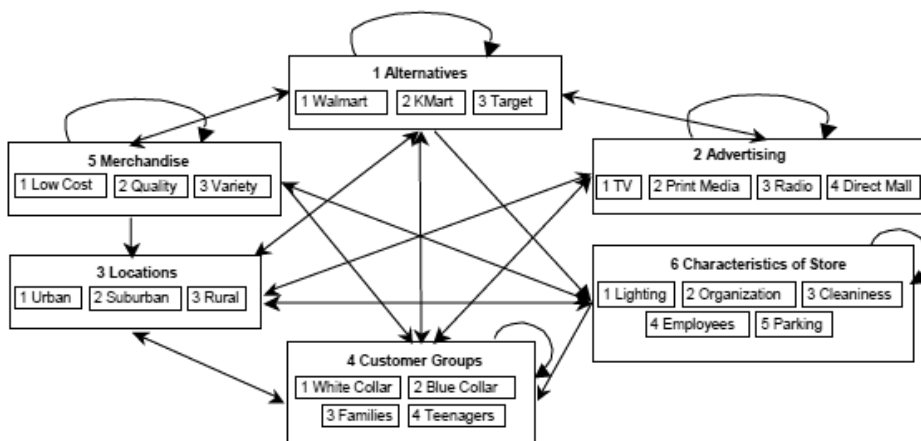 1 Alternatives
1 Walmart 2 KMart 3 Target
5 Merchandise
1 Low Cost 2 Quality 3 Variety
2 Advertising
1 TV 2 Print Media 3 Radio 4 Direct Mall
3 Locations
1 Urban 2 Suburban 3 Rural
6 Characteristics of Store
1 Lighting 2 Organization 3 Cleaniness
4 Employees 5 Parking
4 Customer Groups
1 White Collar 2 Blue Collar
3 Families 4 Teenagers